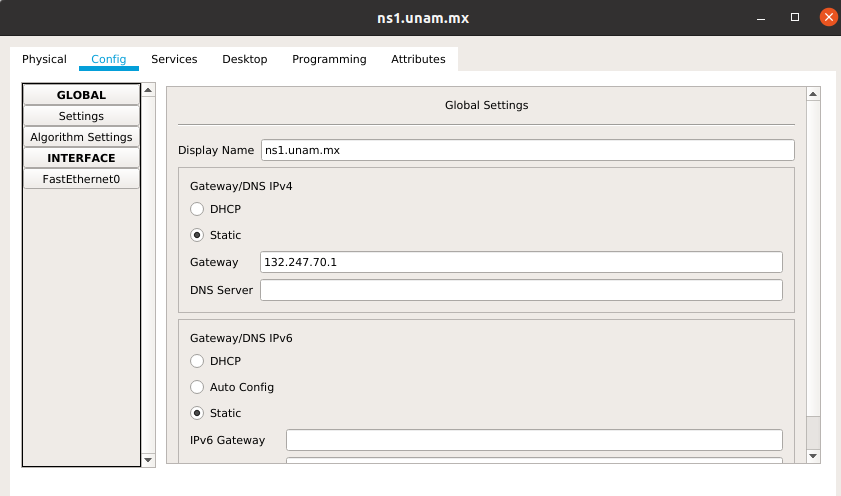 ns1.unam.mx
Physical Config Services Desktop Programming Attributes
GLOBAL
Settings
Algorithm Settings
INTERFACE
FastEthernet0
Global Settings
Display Name ns1.unam.mx
Gateway/DNS IPv4
DHCP
Static
Gateway 132.247.70.1
DNS Server
Gateway/DNS IPv6
DHCP
Auto Config
Static
IPv6 Gateway